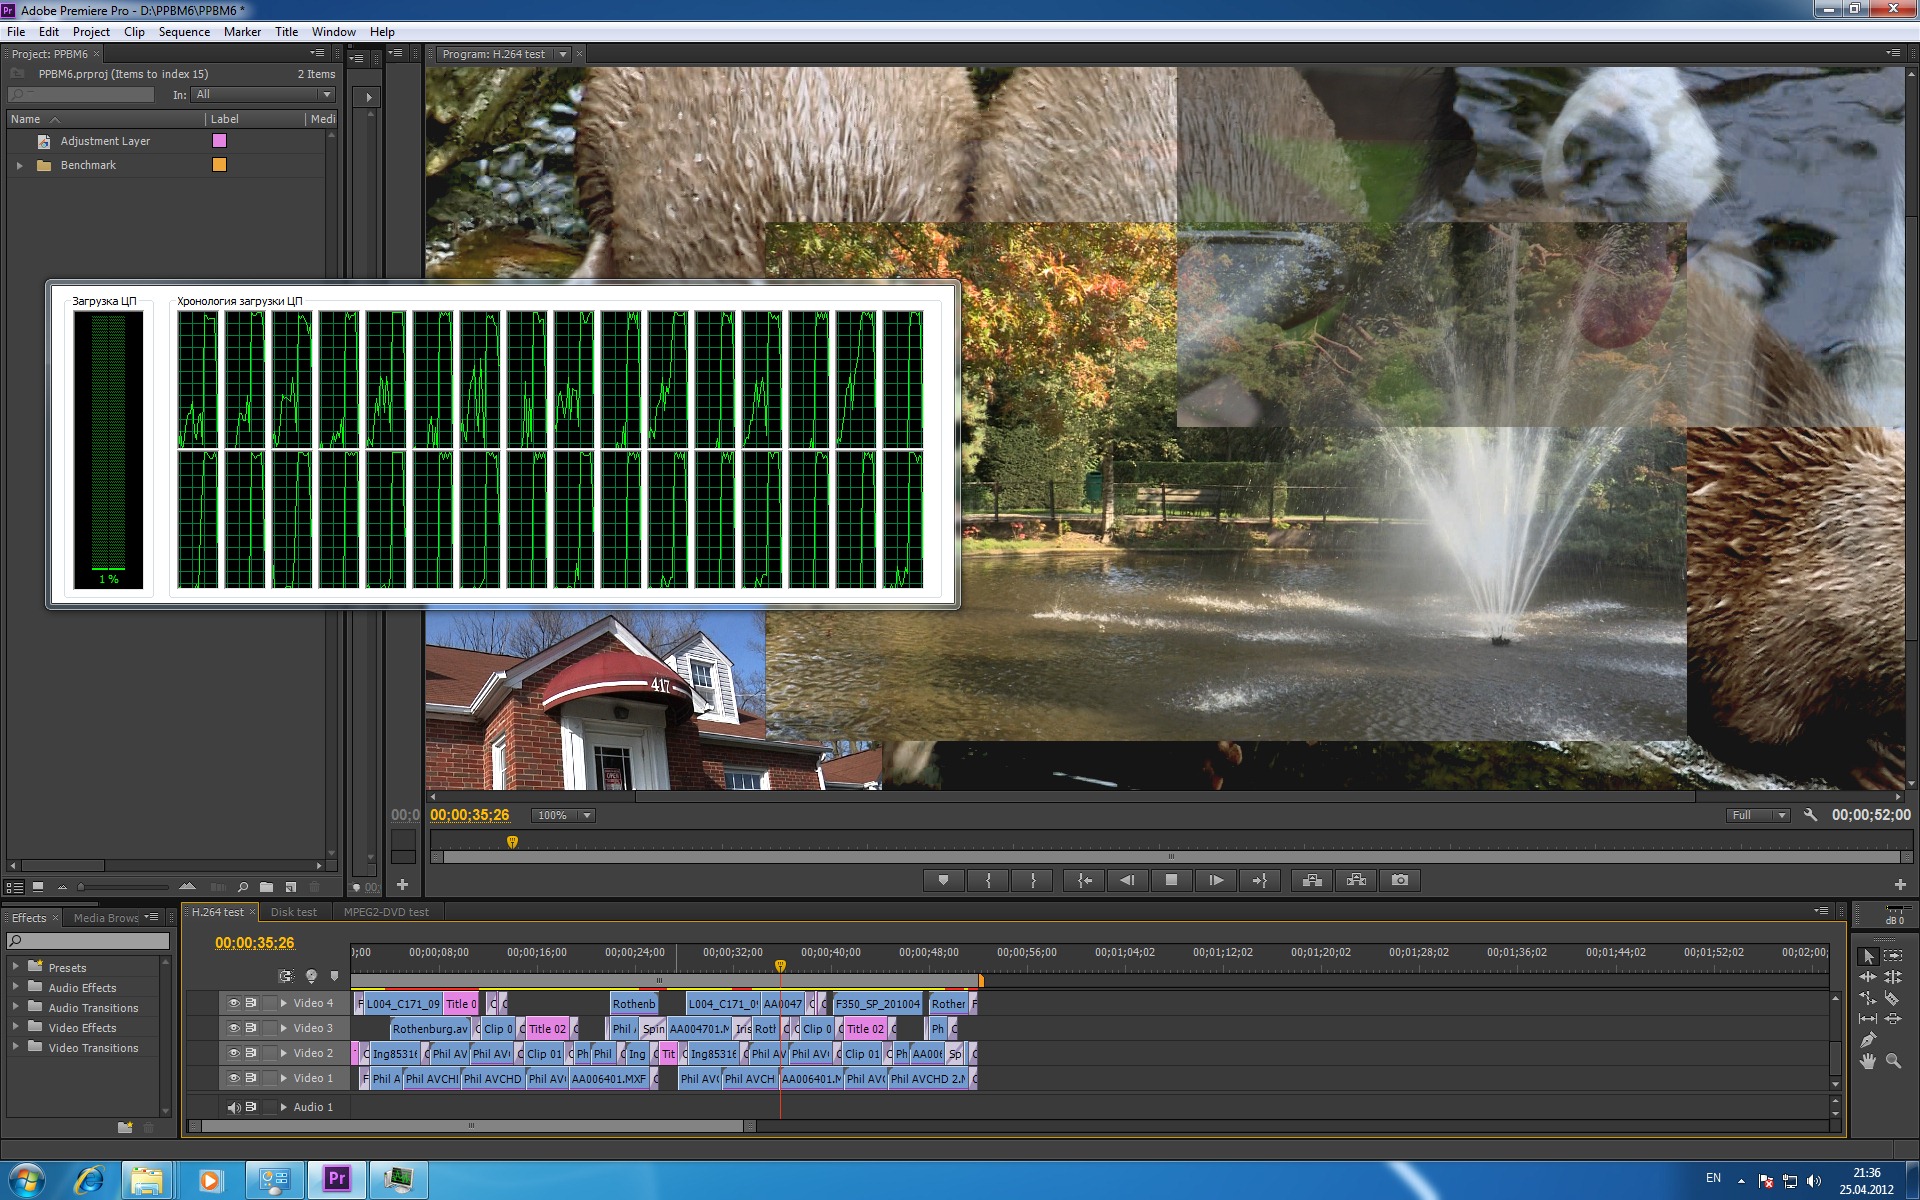 Adobe Premiere Pro - D:\PPBM6\PPBM6 *
File Edit Project Clip Sequence Marker Title Window Help
Project: PPBM6
PPBM6.prproj (Items to index 15) 2 Items
In: All
Name Label Medi
Adjustment Layer
Benchmark
Program: H.264 test
Загрузка ЦП
Хронология загрузки ЦП
1 %
417
OPEN
00;0
00;00;35;26
100%
Full
00;00;52;00
00;
Effects
Media Brows
Presets
Audio Effects
Audio Transitions
Video Effects
Video Transitions
H.264 test
Disk test
MPEG2-DVD test
dB 0
00;00;35;26
);00 00;00;08;00 00;00;16;00 00;00;24;00 00;00;32;00 00;00;40;00 00;00;48;00 00;00;56;00 00;01;04;02 00;01;12;02 00;01;20;02 00;01;28;02 00;01;36;02 00;01;44;02 00;01;52;02 00;02;00;
Video 4 F L004_C171_09 Title 0 C C Rothenb L004_C171_09 AA0047 C C F350_SP_201004 Rother F
Video 3 Rothenburg.av C Clip 0 C Title 02 C Phil A Spin AA004701.M Iris Rotl C C Clip 0 C Title 02 C Ph C
Video 2 C Ing85316 C Phil AV Phil AV( C Clip 01 C Ph Phil Ing Tit C Ing85316 C Phil AV Phil AV( C Clip 01 C Ph AA006 Sp C
Video 1 F Phil A Phil AVCHI Phil AVCHD Phil AV( AA006401.MXF C Phil AV( Phil AVCH AA006401.M Phil AV( Phil AVCHD 2.M C
Audio 1
Pr
EN
21:36
25.04.2012